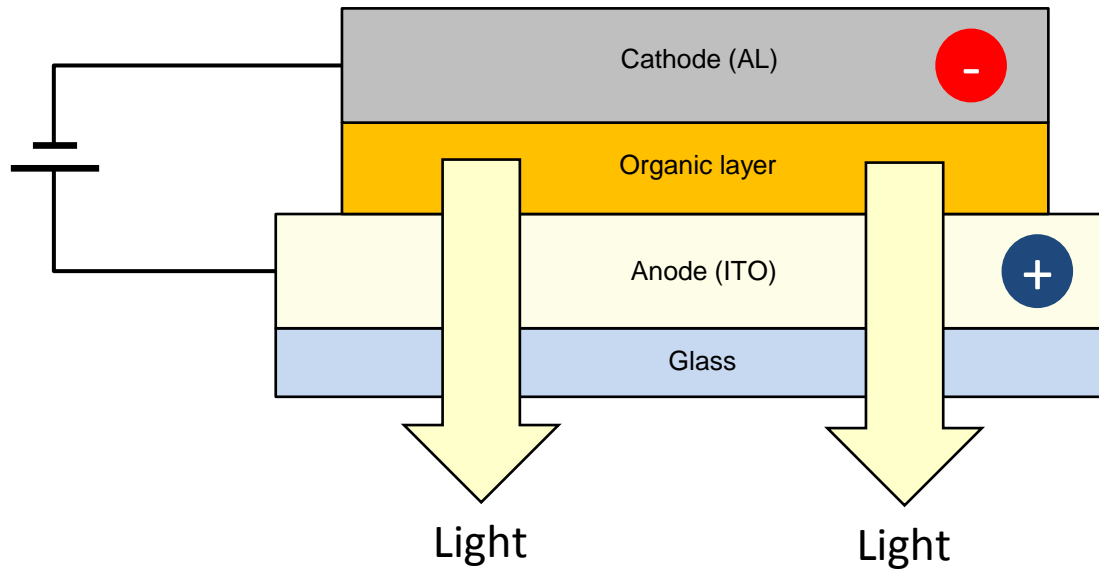 Cathode (AL)
-
Organic layer
Anode (ITO)
+
Glass
Light
Light